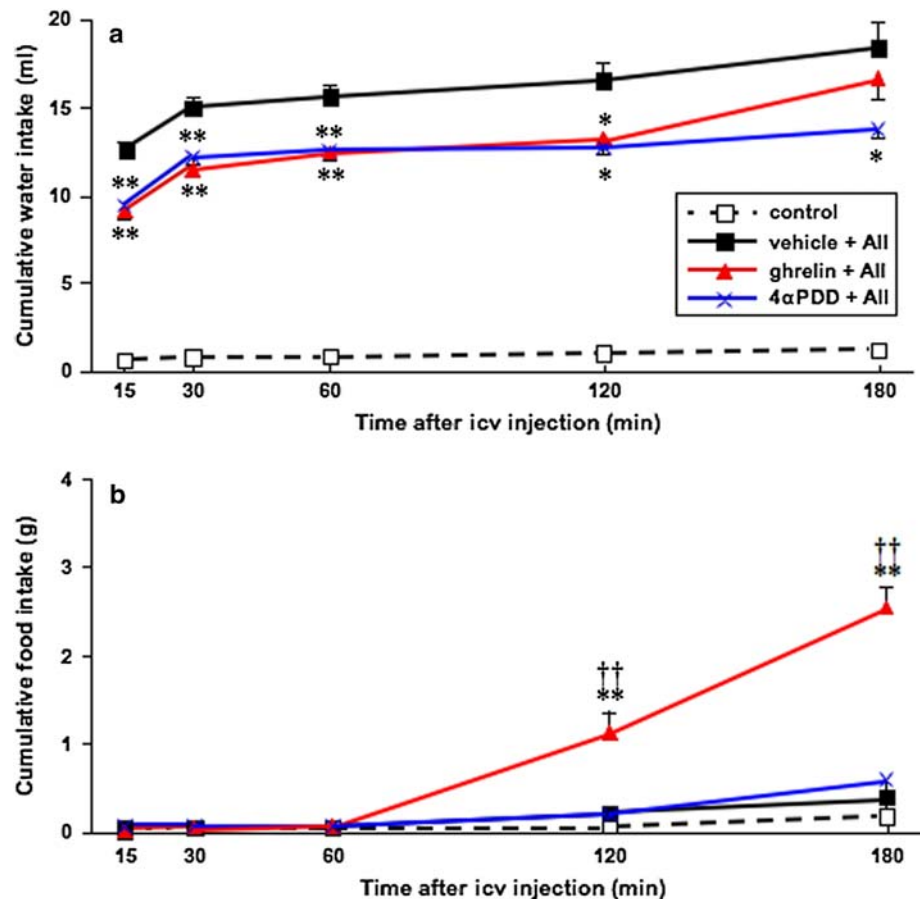 a
Cumulative water intake (ml)
20
15
10
5
0
** ** ** * 
** ** ** * *
control
vehicle + AII
ghrelin + AII
4αPDD + AII
15 30 60 120 180
Time after icv injection (min)
b
Cumulative food intake (g)
4
3
2
1
0
††
**
††
**
15 30 60 120 180
Time after icv injection (min)